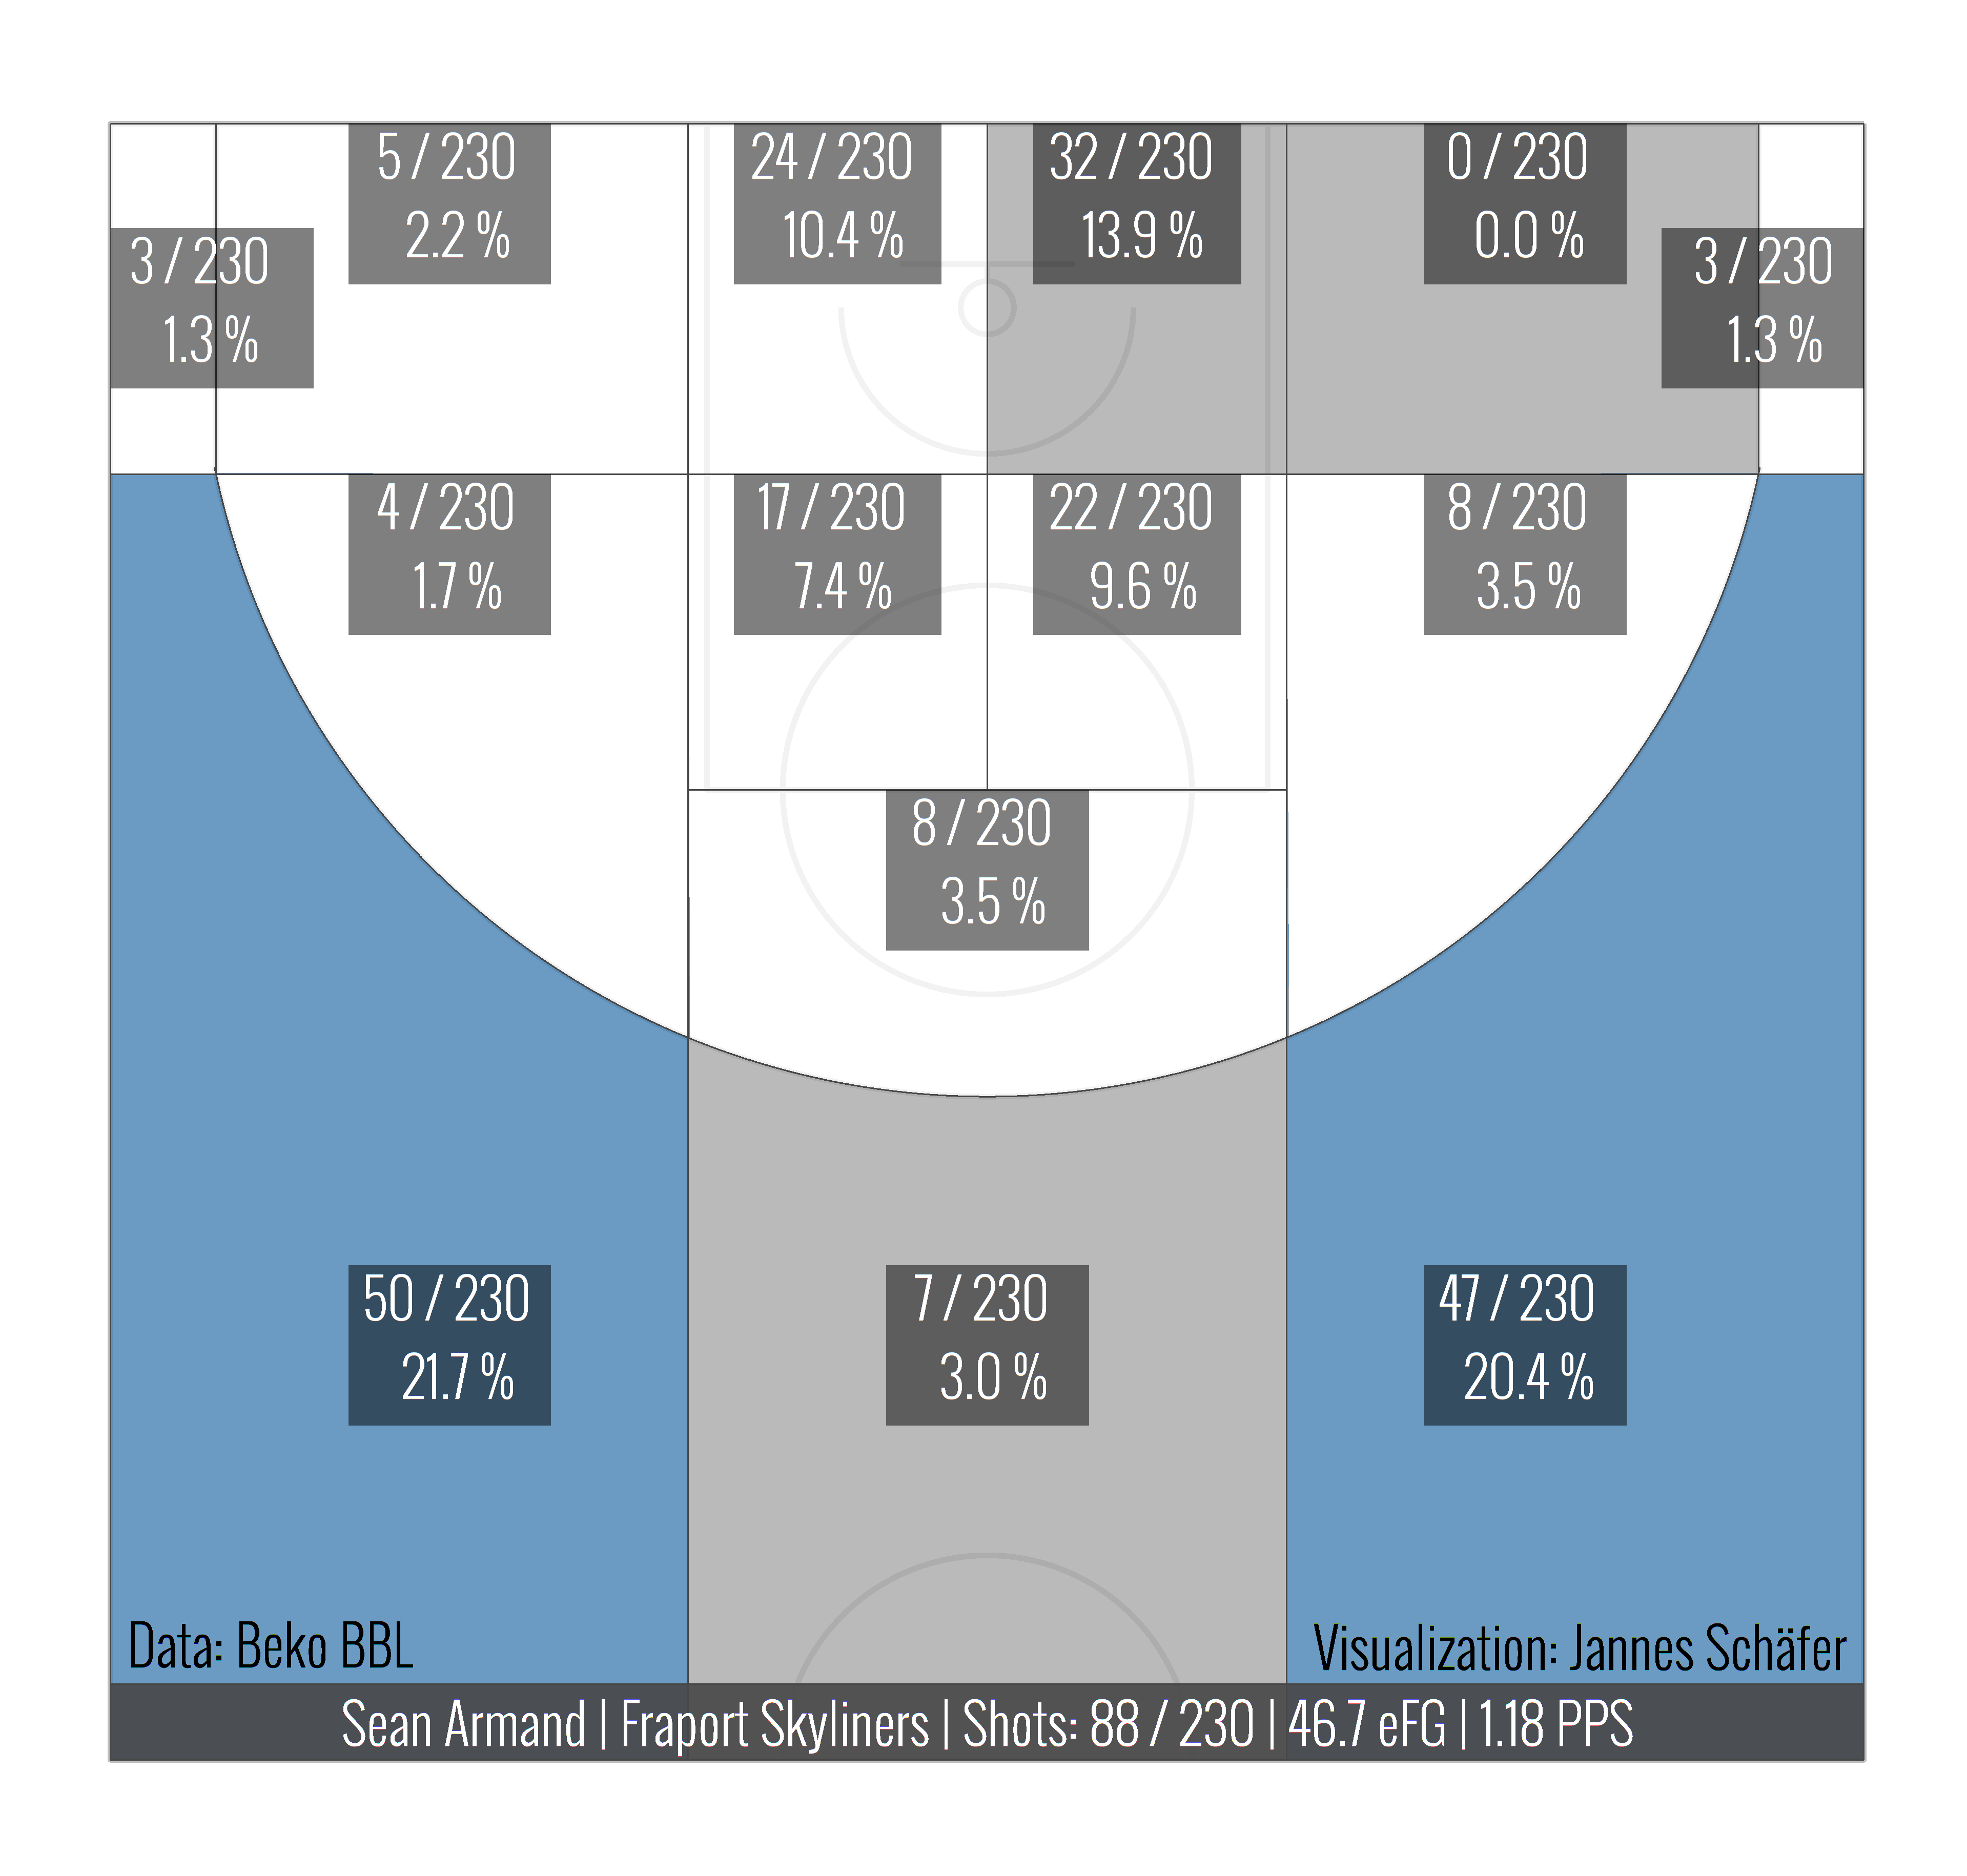 5 / 230
2.2 %
24 / 230
10.4 %
32 / 230
13.9 %
0 / 230
0.0 %
3 / 230
1.3 %
3 / 230
1.3 %
4 / 230
1.7 %
17 / 230
7.4 %
22 / 230
9.6 %
8 / 230
3.5 %
8 / 230
3.5 %
50 / 230
21.7 %
7 / 230
3.0 %
47 / 230
20.4 %
Data: Beko BBL
Visualization: Jannes Schäfer
Sean Armand | Fraport Skyliners | Shots: 88 / 230 | 46.7 eFG | 1.18 PPS